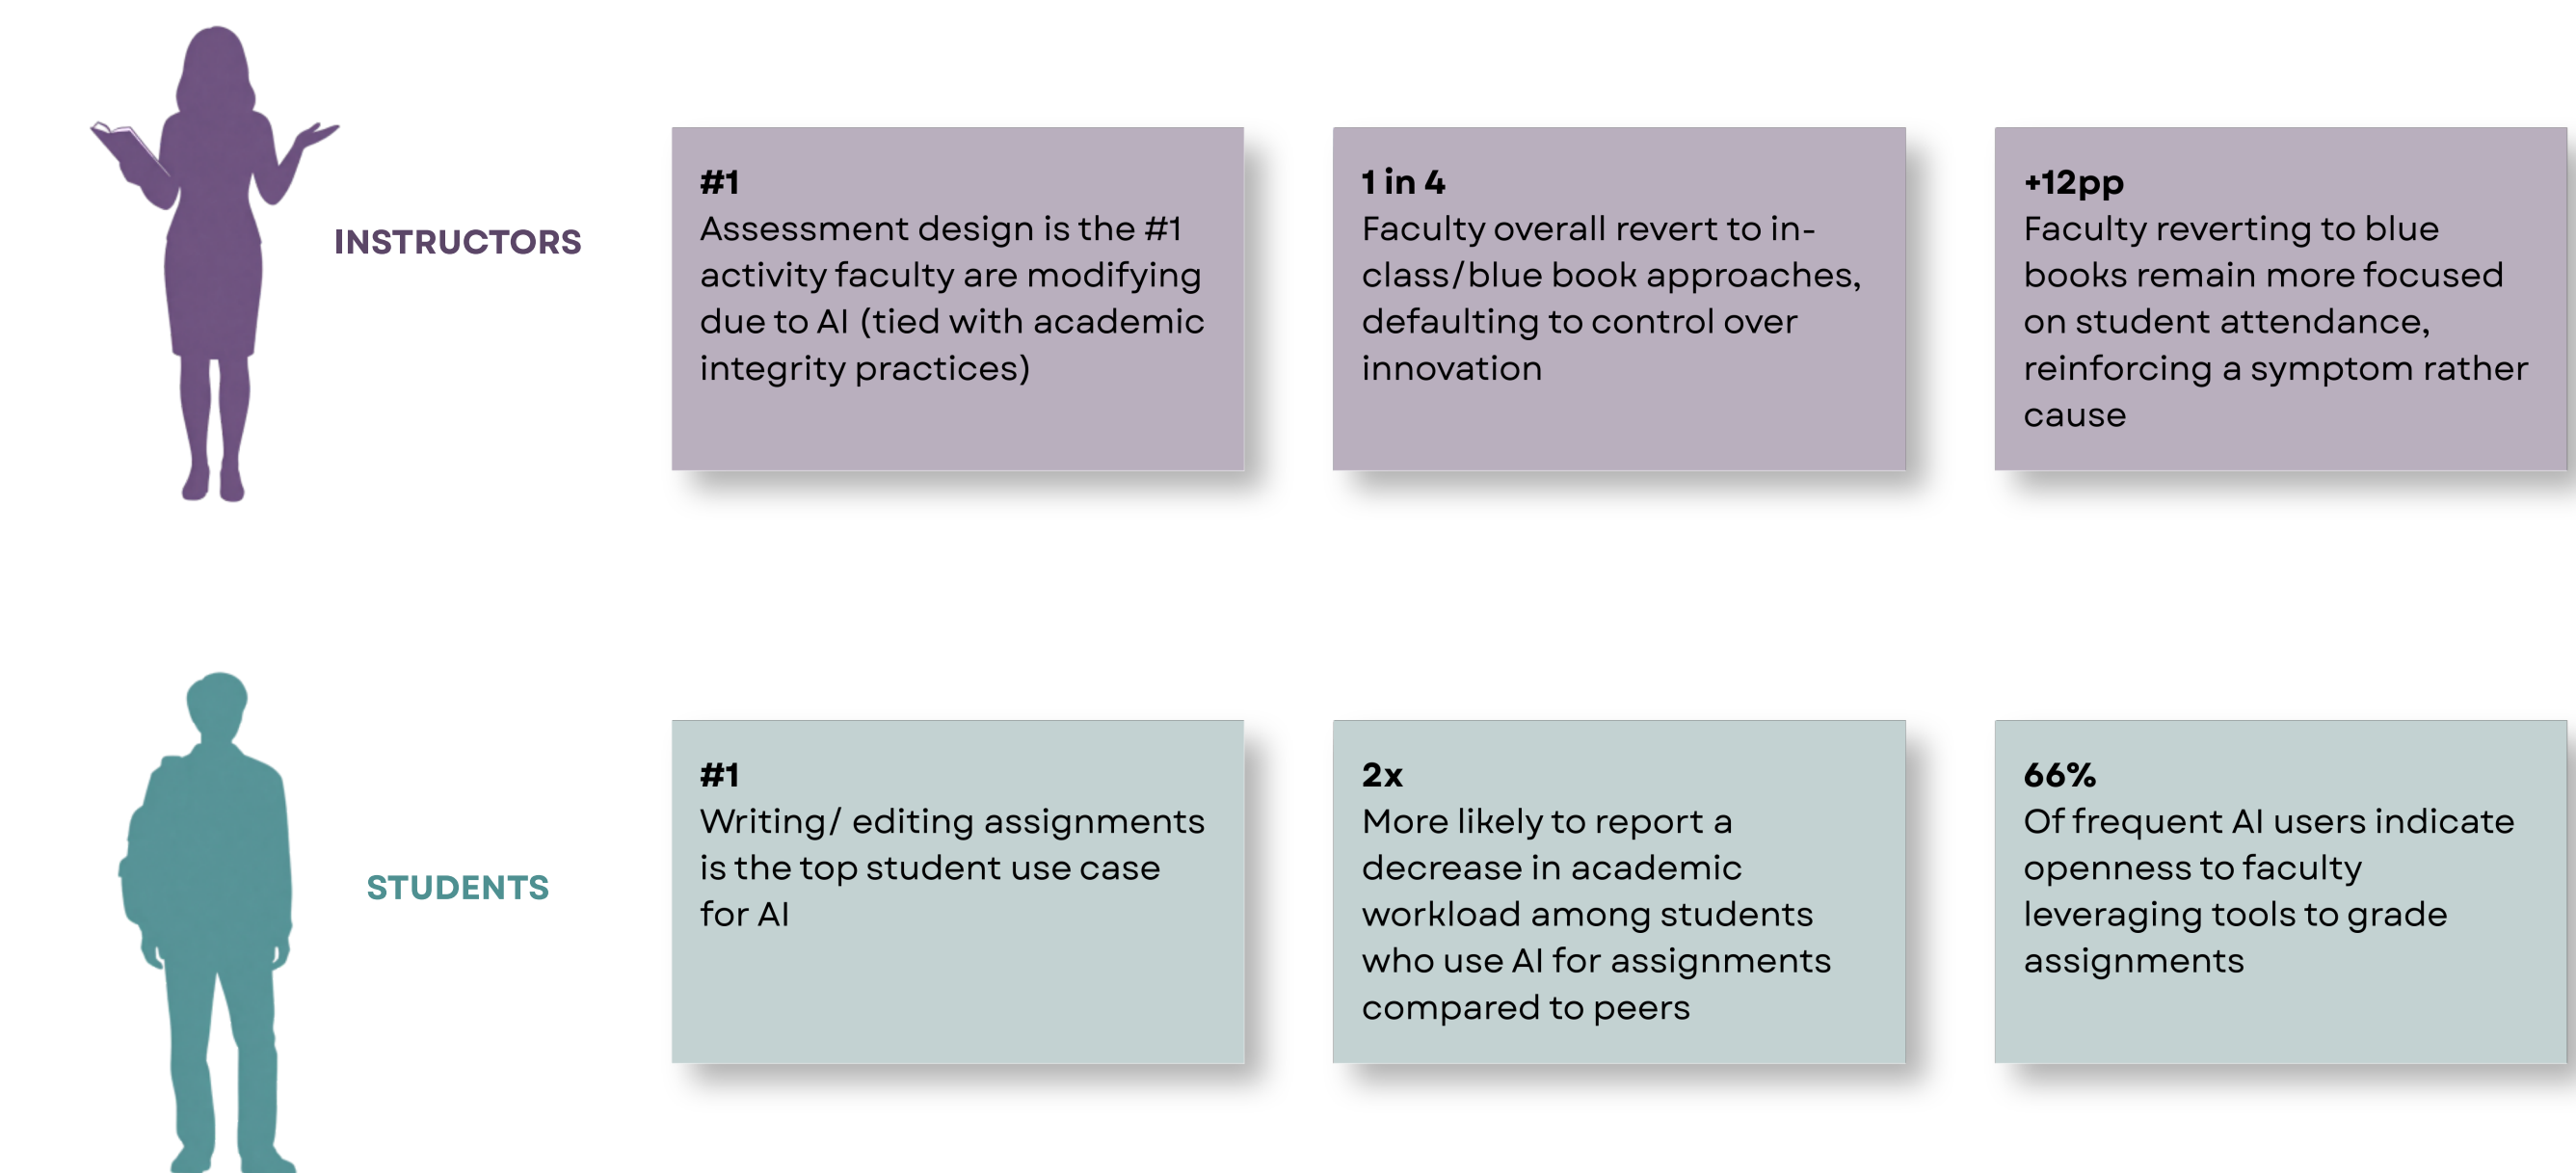 INSTRUCTORS
#1
Assessment design is the #1
activity faculty are modifying
due to AI (tied with academic
integrity practices)
1 in 4
Faculty overall revert to in-
class/blue book approaches,
defaulting to control over
innovation
+12pp
Faculty reverting to blue
books remain more focused
on student attendance,
reinforcing a symptom rather
cause
STUDENTS
#1
Writing/ editing assignments
is the top student use case
for AI
2x
More likely to report a
decrease in academic
workload among students
who use AI for assignments
compared to peers
66%
Of frequent AI users indicate
openness to faculty
leveraging tools to grade
assignments